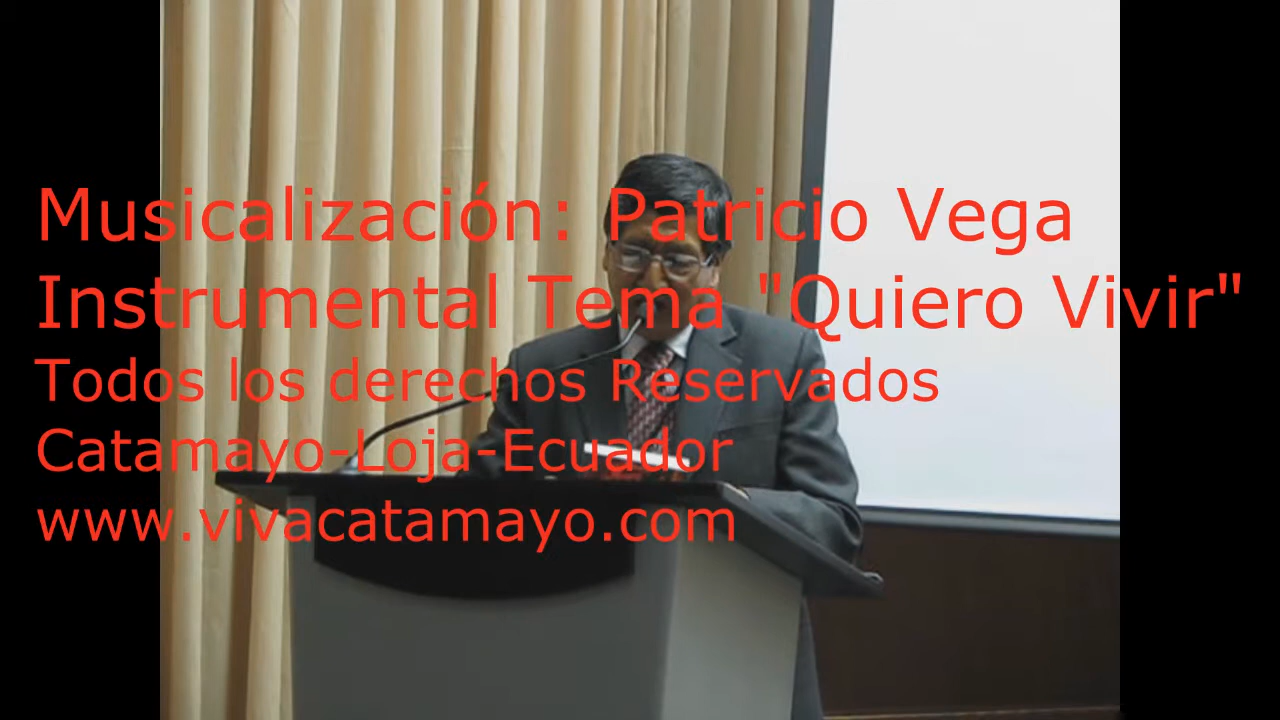 Musicalización: Patricio Vega
Instrumental Tema "Quiero Vivir"
Todos los derechos Reservados
Catamayo-Loja-Ecuador
www.vivacatamayo.com